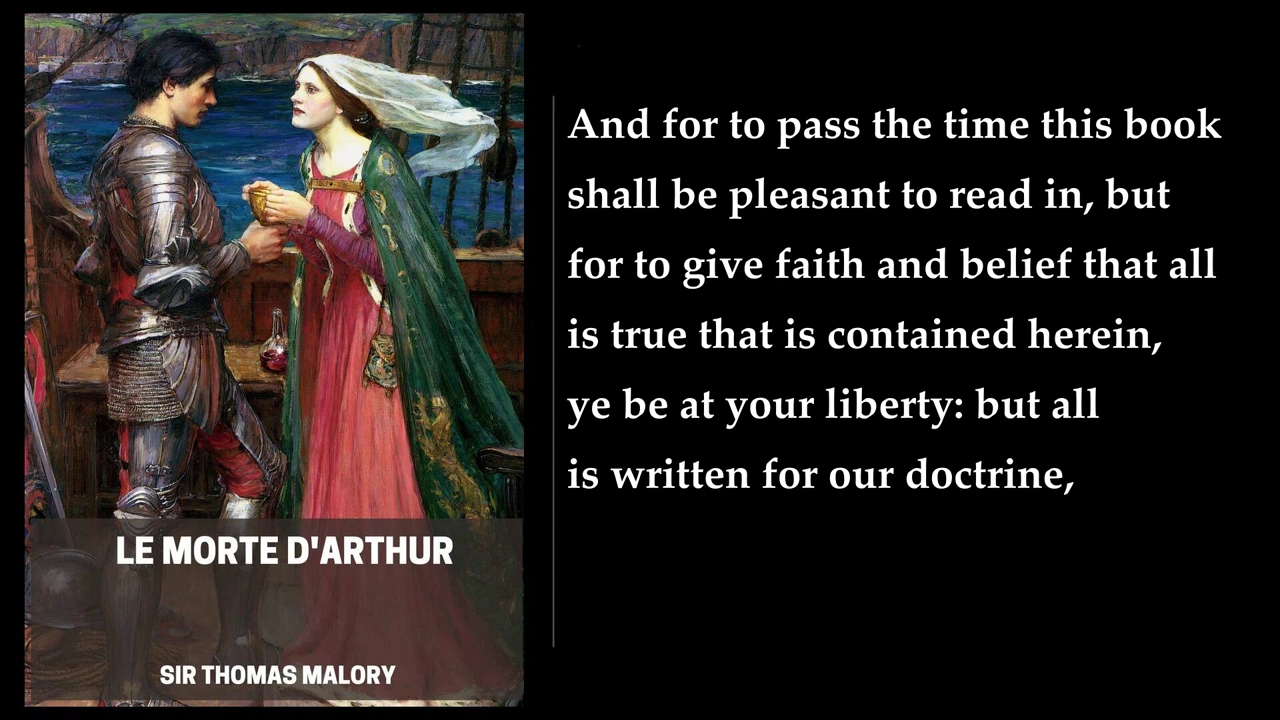 LE MORTE D'ARTHUR
SIR THOMAS MALORY
And for to pass the time this book
shall be pleasant to read in, but
for to give faith and belief that all
is true that is contained herein,
ye be at your liberty: but all
is written for our doctrine,